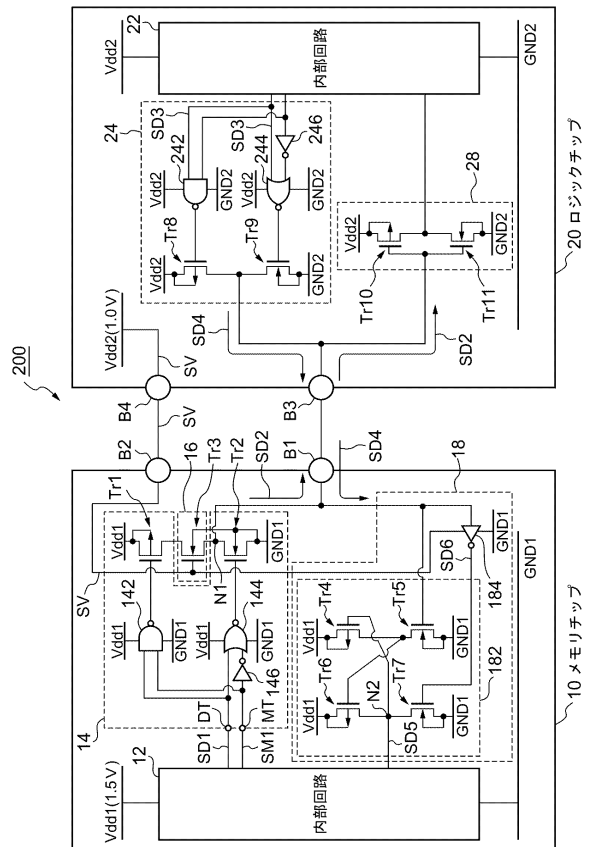 200
Vdd1(1.5V)
12
内部回路
14
SD1
DT
SM1
MT
Vdd1
142
GND1
Vdd1
144
GND1
146
SV
Tr1
Vdd1
16
Tr3
Tr2
N1
GND1
SD2
B2
B1
SD4
18
Vdd1
Tr6
Vdd1
Tr4
N2
Tr7
Tr5
SD5
GND1
GND1
182
SD6
184
GND1
GND1
10 メモリチップ
SV
B4
B3
Vdd2(1.0V)
SV
SD4
SD2
24
Vdd2
Tr8
Tr9
GND2
Vdd2
242
GND2
SD3
Vdd2
244
GND2
SD3
246
Vdd2
Tr10
Tr11
GND2
28
Vdd2
22
内部回路
GND2
20 ロジックチップ